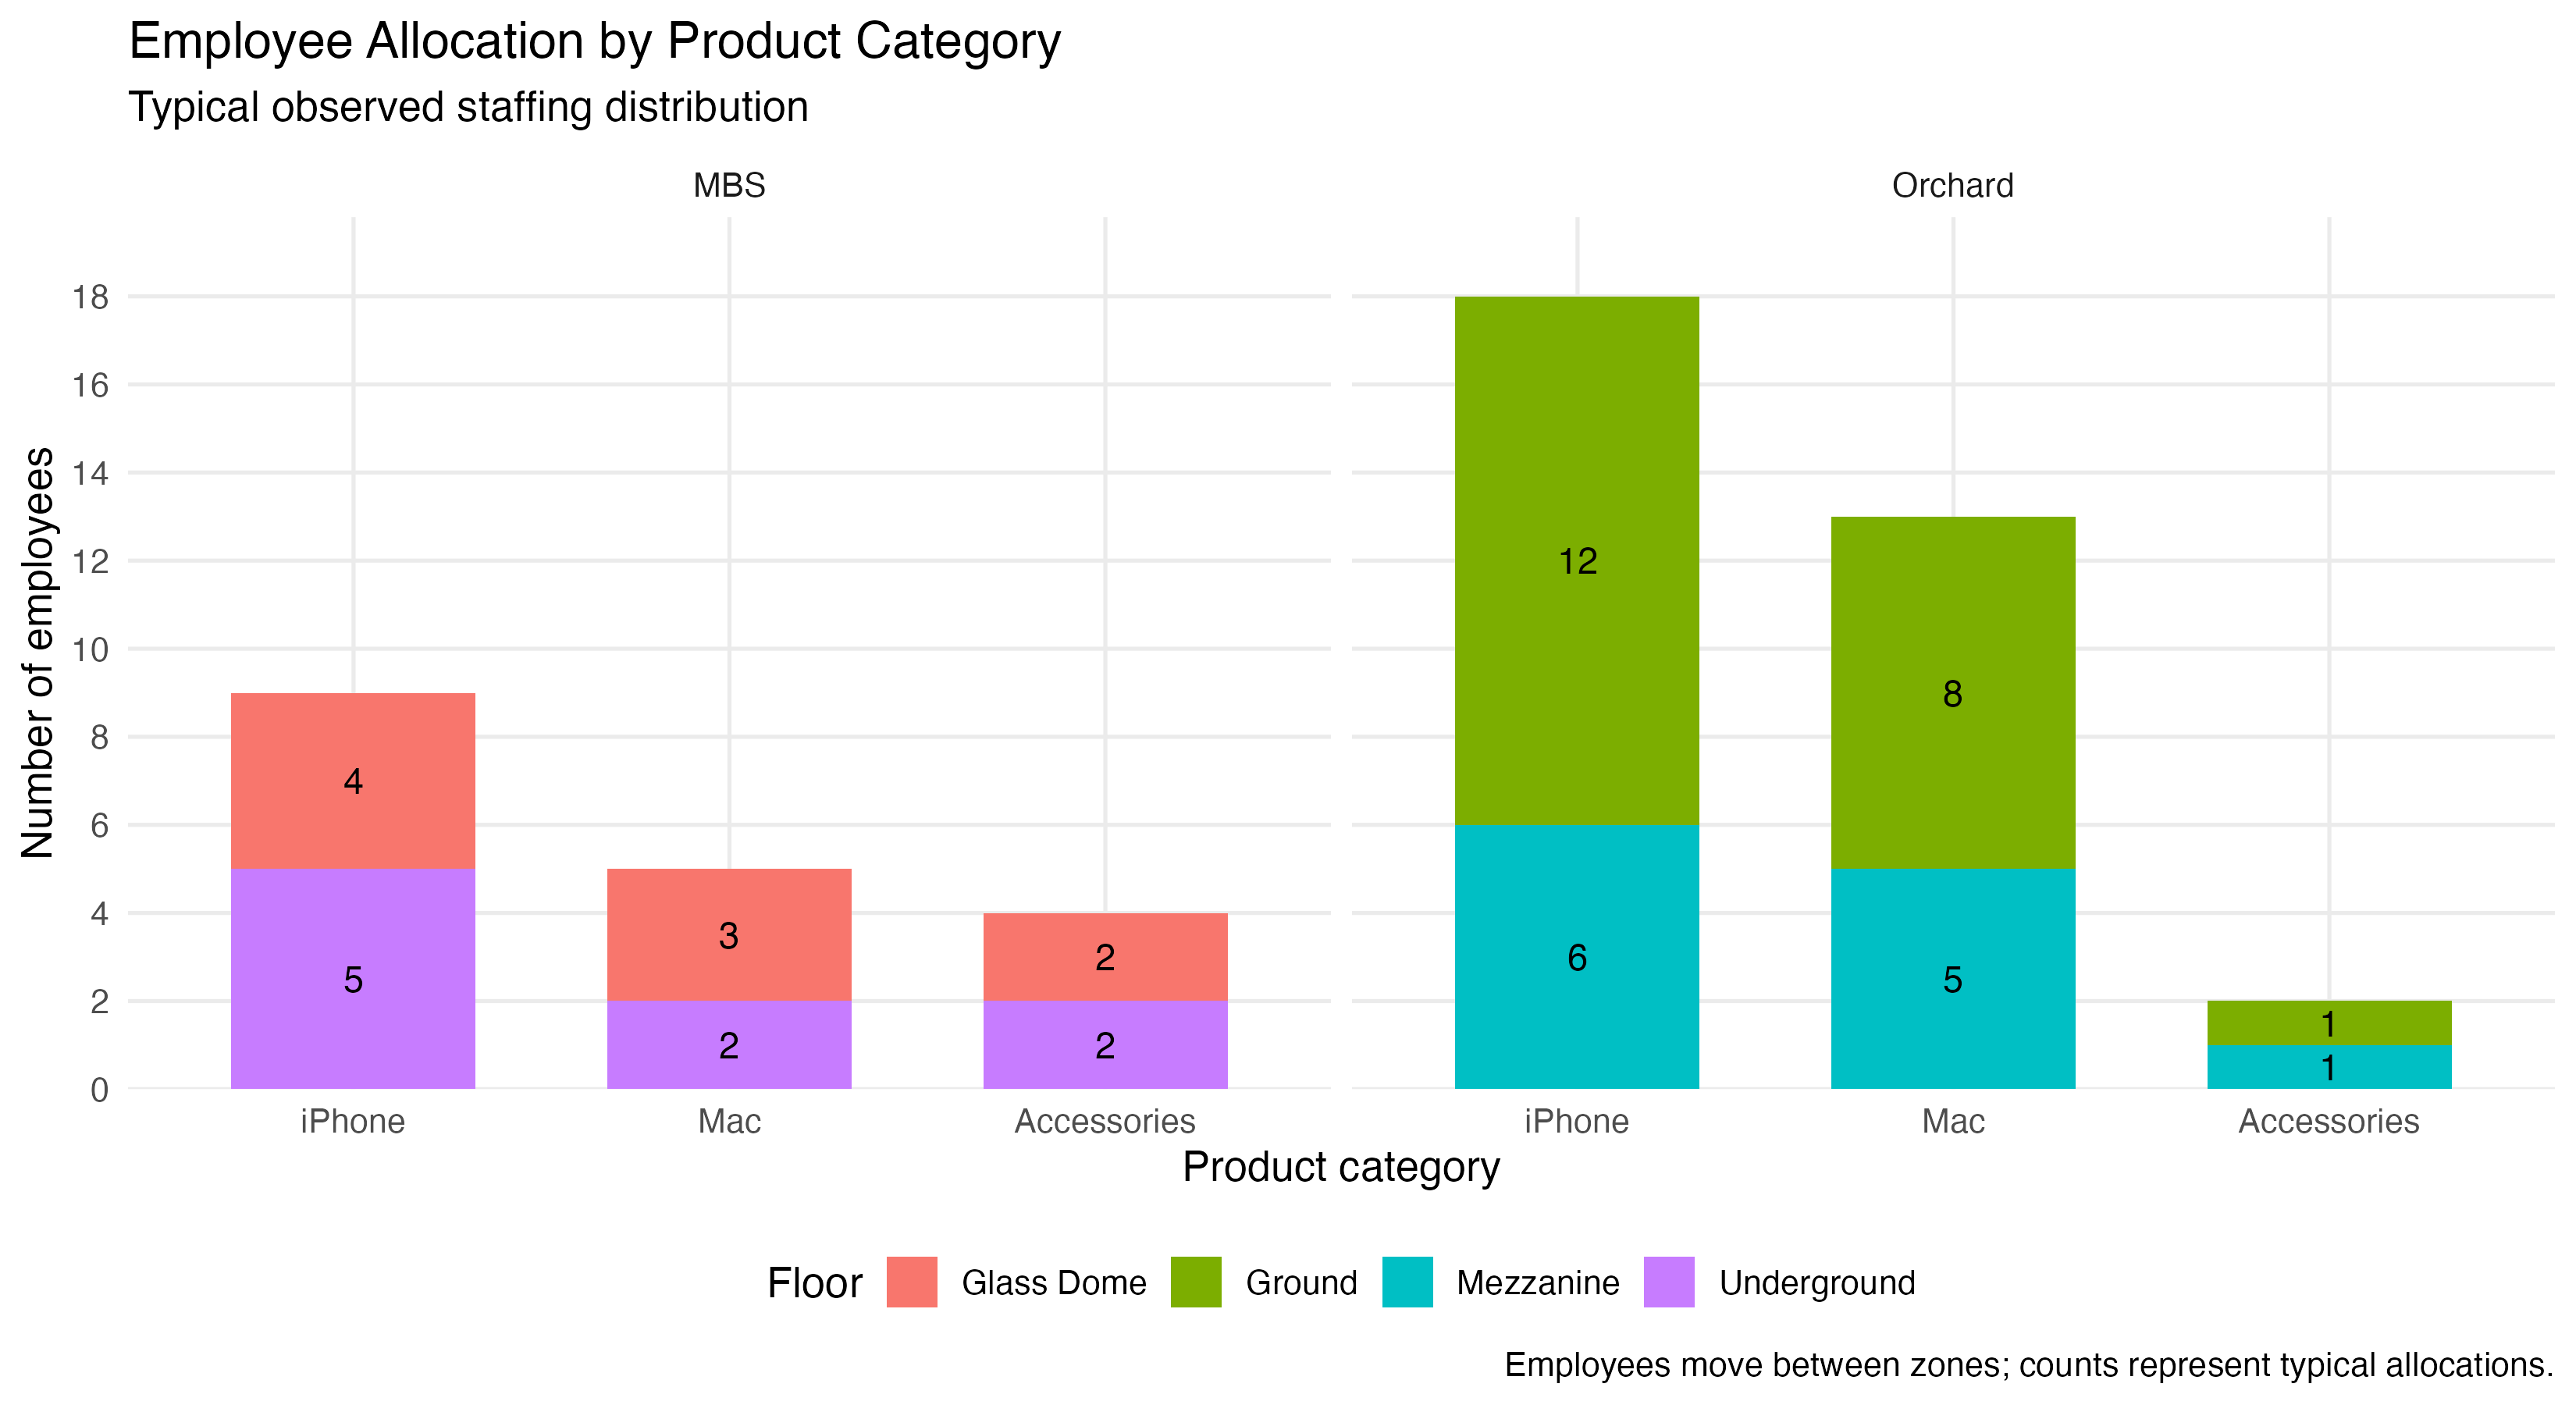 Employee Allocation by Product Category
Typical observed staffing distribution
MBS
Orchard
Number of employees
18
16
14
12
10
8
6
4
2
0
4
5
3
2
2
2
12
6
8
5
1
1
iPhone
Mac
Accessories
iPhone
Mac
Accessories
Product category
Floor
Glass Dome
Ground
Mezzanine
Underground
Employees move between zones; counts represent typical allocations.